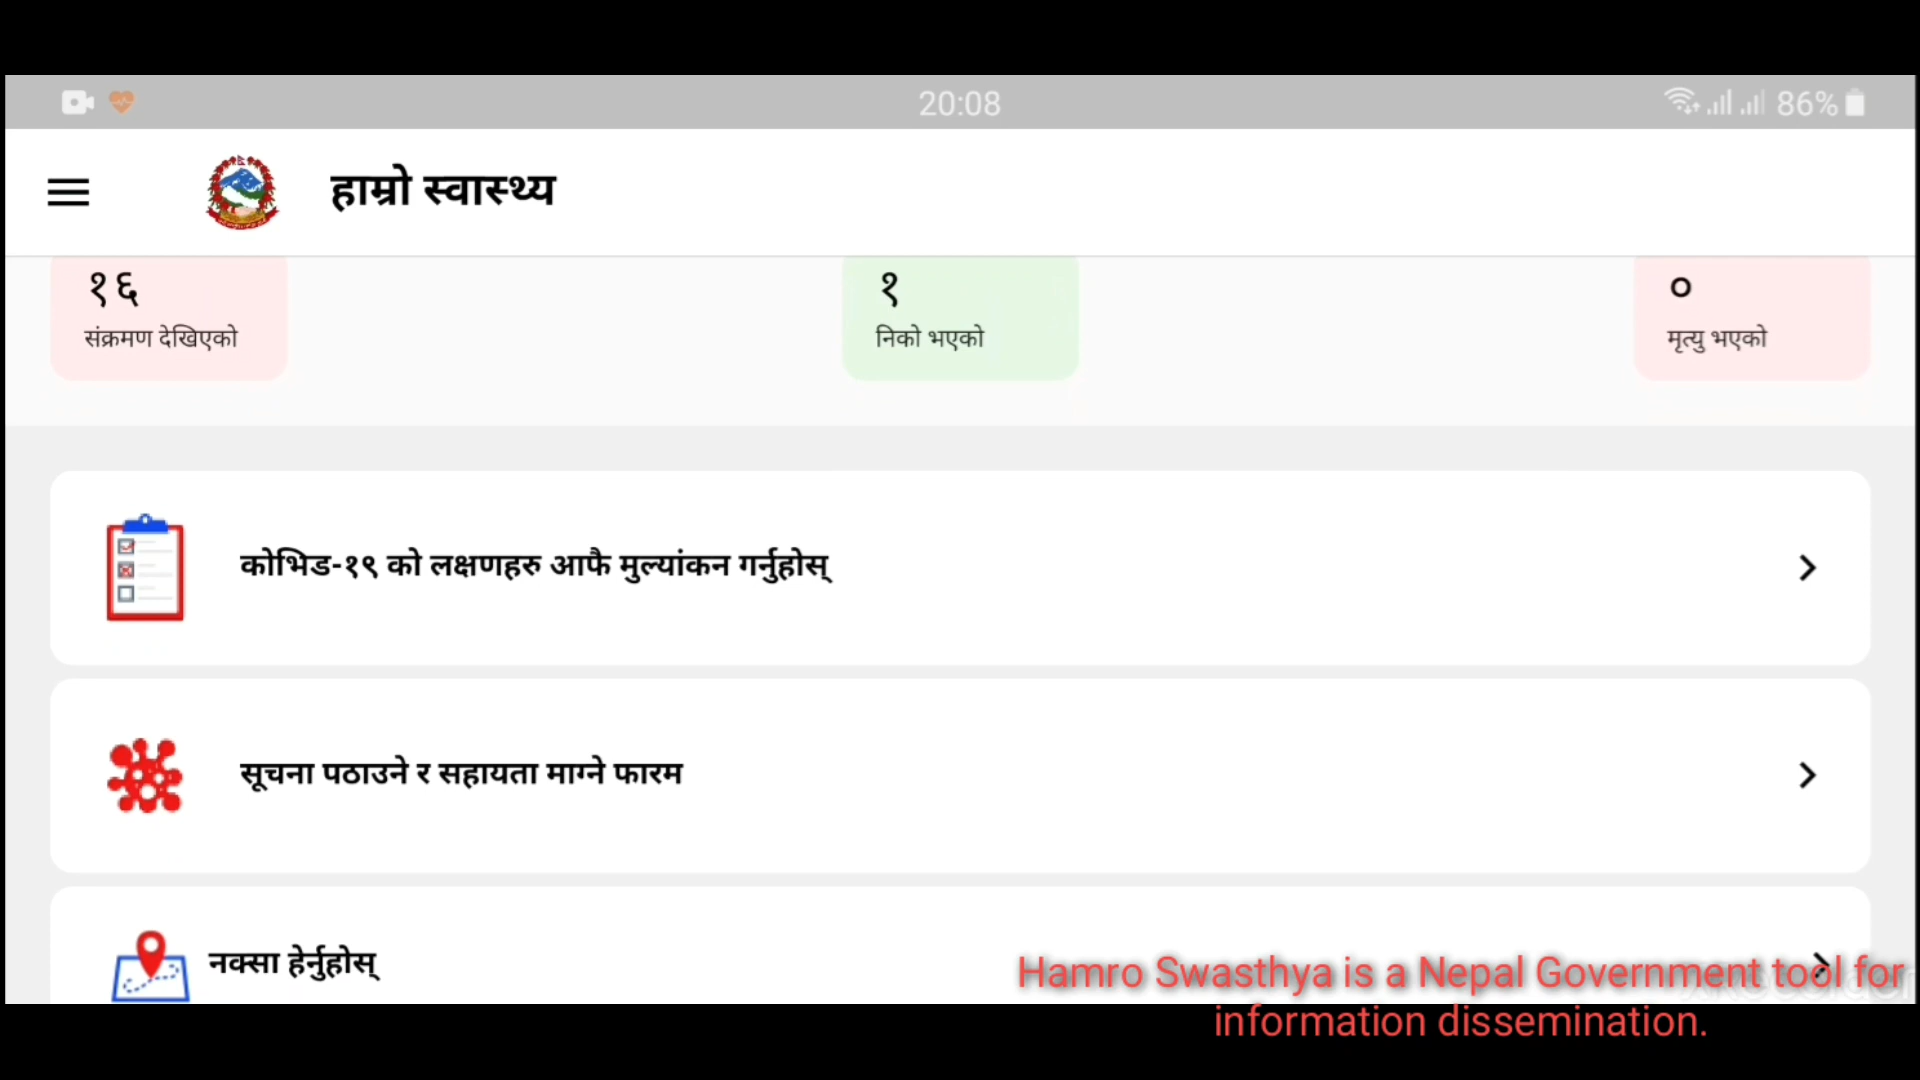 20:08
86%
हाम्रो स्वास्थ्य
१६
संक्रमण देखिएको
१
निको भएको
०
मृत्यु भएको
कोभिड-१९ को लक्षणहरु आफै मुल्यांकन गर्नुहोस्
सूचना पठाउने र सहायता माग्ने फारम
नक्सा हेर्नुहोस्
Hamro Swasthya is a Nepal Government tool for
information dissemination.